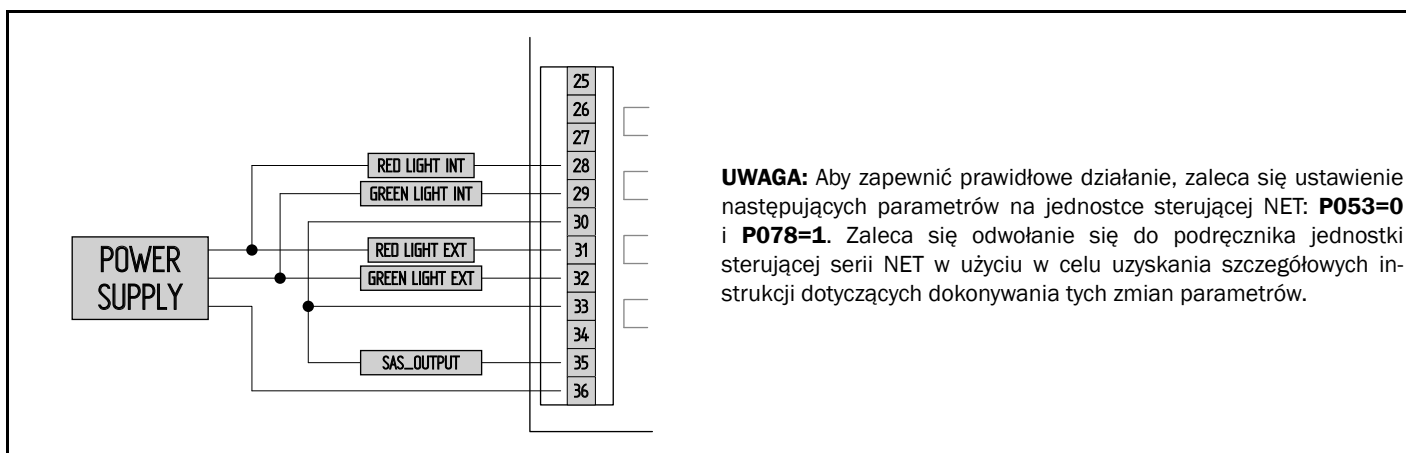 25
26
27
RED LIGHT INT 28
GREEN LIGHT INT 29
30
RED LIGHT EXT 31
GREEN LIGHT EXT 32
33
34
SAS_OUTPUT 35
36
POWER
SUPPLY
UWAGA: Aby zapewnić prawidłowe działanie, zaleca się ustawienie
następujących parametrów na jednostce sterującej NET: P053=0
i P078=1. Zaleca się odwołanie się do podręcznika jednostki
sterującej serii NET w użyciu w celu uzyskania szczegółowych in-
strukcji dotyczących dokonywania tych zmian parametrów.